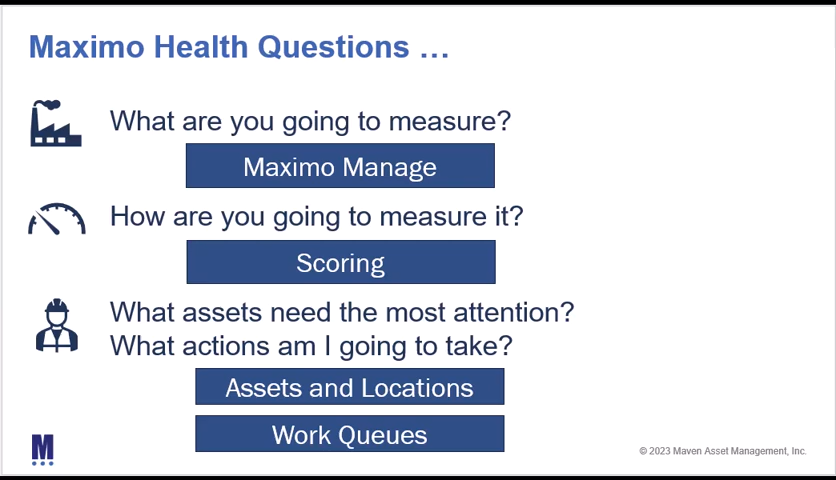 Maximo Health Questions …
What are you going to measure?
Maximo Manage
How are you going to measure it?
Scoring
What assets need the most attention?
What actions am I going to take?
Assets and Locations
Work Queues
M
© 2023 Maven Asset Management, Inc.